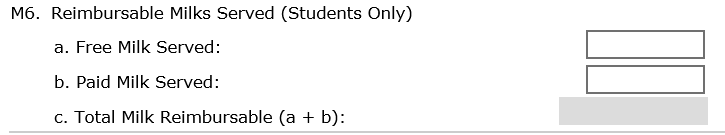 M6. Reimbursable Milks Served (Students Only)
a. Free Milk Served:
b. Paid Milk Served:
c. Total Milk Reimbursable (a + b):